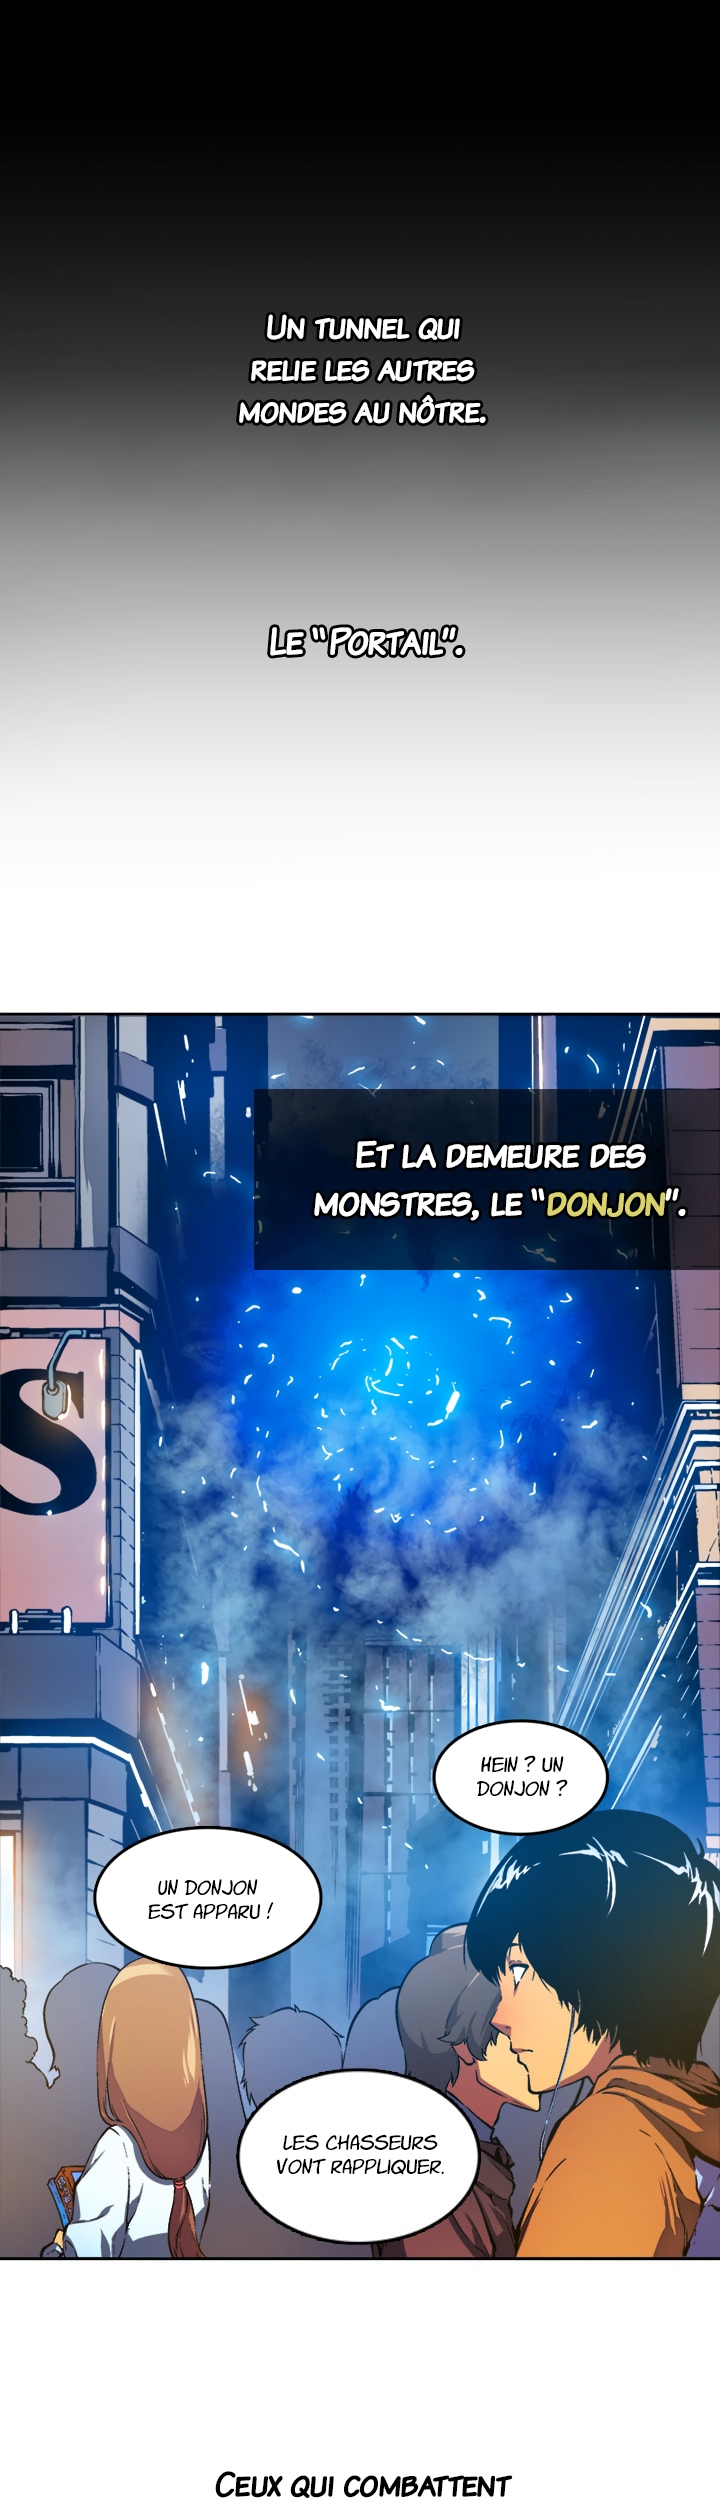 UN TUNNEL QUI
RELIE LES AUTRES
MONDES AU NÔTRE.
LE "PORTAIL".
ET LA DEMEURE DES
MONSTRES, LE "DONJON".
S
HEIN ? UN
DONJON ?
UN DONJON
EST APPARU !
LES CHASSEURS
VONT RAPPLIQUER.
CEUX QUI COMBATTENT